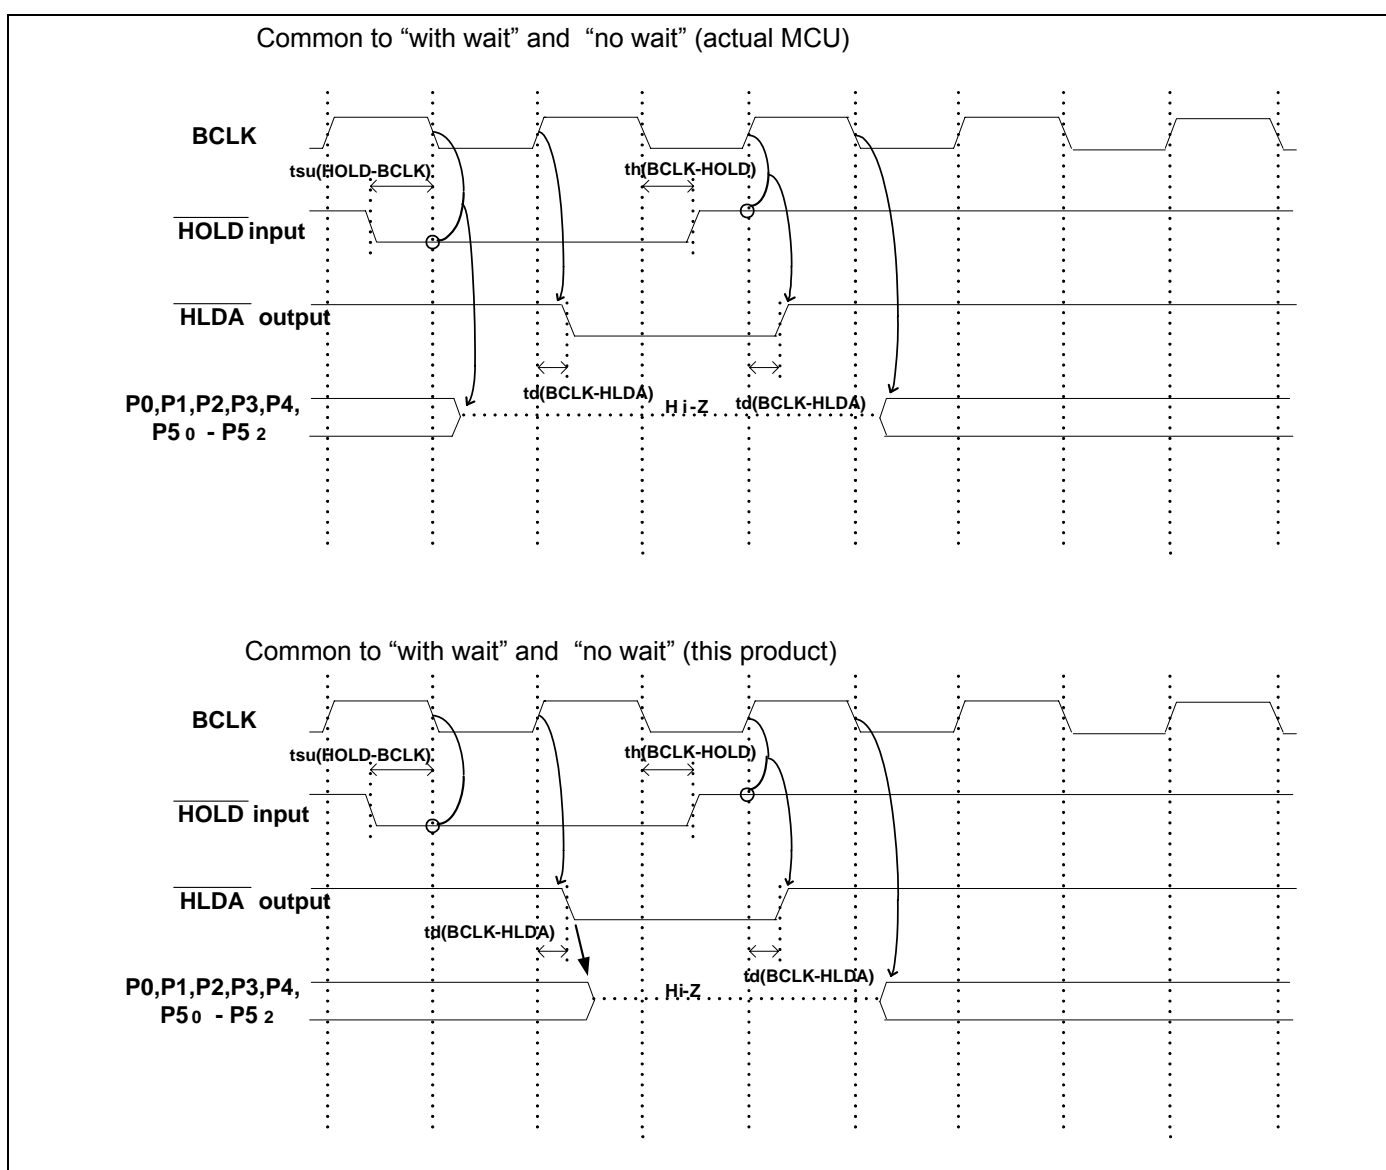 Common to “with wait” and “no wait” (actual MCU)
BCLK
tsu(HOLD-BCLK)
th(BCLK-HOLD)
HOLD input
HLDA output
td(BCLK-HLDA)
Hi-Z
td(BCLK-HLDA)
P0,P1,P2,P3,P4,
P50 - P52
Common to “with wait” and “no wait” (this product)
BCLK
tsu(HOLD-BCLK)
th(BCLK-HOLD)
HOLD input
HLDA output
td(BCLK-HLDA)
td(BCLK-HLDA)
P0,P1,P2,P3,P4,
Hi-Z
P50 - P52